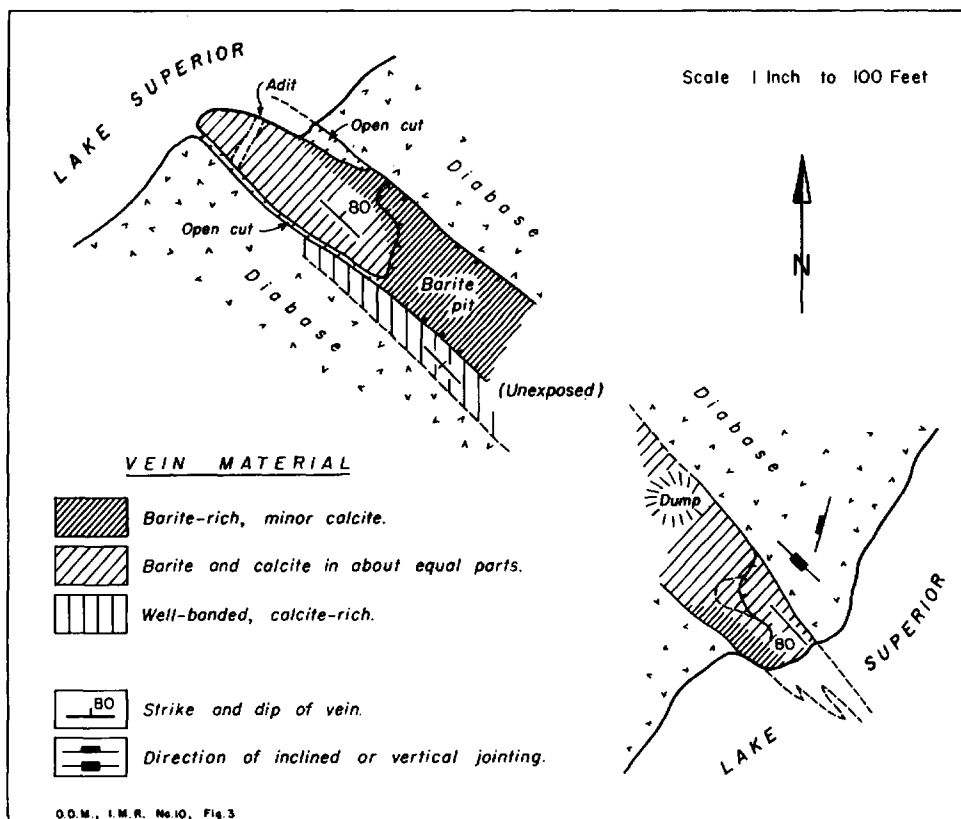 LAKE SUPERIOR
Adit
Open cut
Scale 1 Inch to 100 Feet
Diabase
80
Open cut
N
Diabase
Barite
pit
(Unexposed)
Diabase
VEIN MATERIAL
Dump
Barite-rich, minor calcite.
Barite and calcite in about equal parts.
Well-banded, calcite-rich.
80
SUPERIOR
LAKE
80
Strike and dip of vein.
Direction of inclined or vertical jointing.
O.D.M., I.M.R. No.10, Fig.3